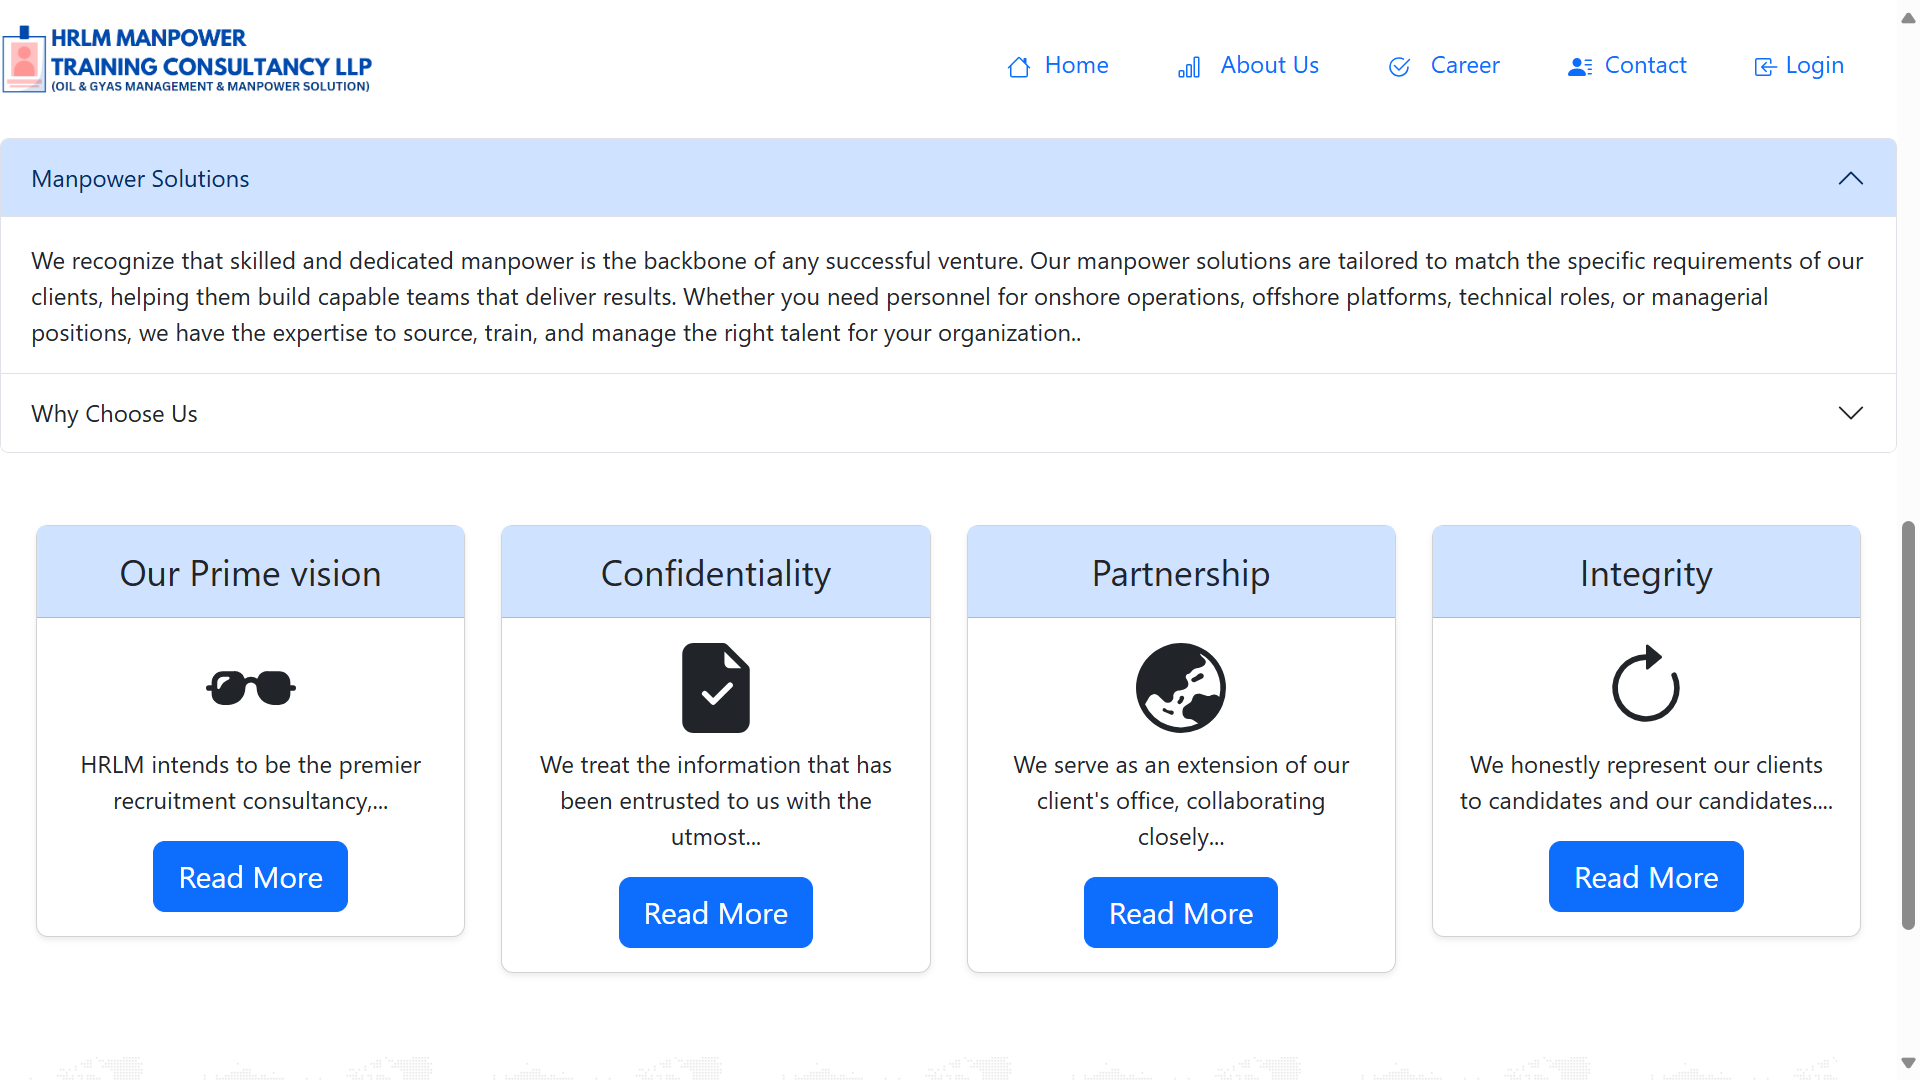 HRLM MANPOWER
TRAINING CONSULTANCY LLP
(OIL & GYAS MANAGEMENT & MANPOWER SOLUTION)
Home
About Us
Career
Contact
Login
Manpower Solutions
We recognize that skilled and dedicated manpower is the backbone of any successful venture. Our manpower solutions are tailored to match the specific requirements of our
clients, helping them build capable teams that deliver results. Whether you need personnel for onshore operations, offshore platforms, technical roles, or managerial
positions, we have the expertise to source, train, and manage the right talent for your organization..
Why Choose Us
Our Prime vision
HRLM intends to be the premier
recruitment consultancy,...
Read More
Confidentiality
We treat the information that has
been entrusted to us with the
utmost...
Read More
Partnership
We serve as an extension of our
client's office, collaborating
closely...
Read More
Integrity
We honestly represent our clients
to candidates and our candidates....
Read More